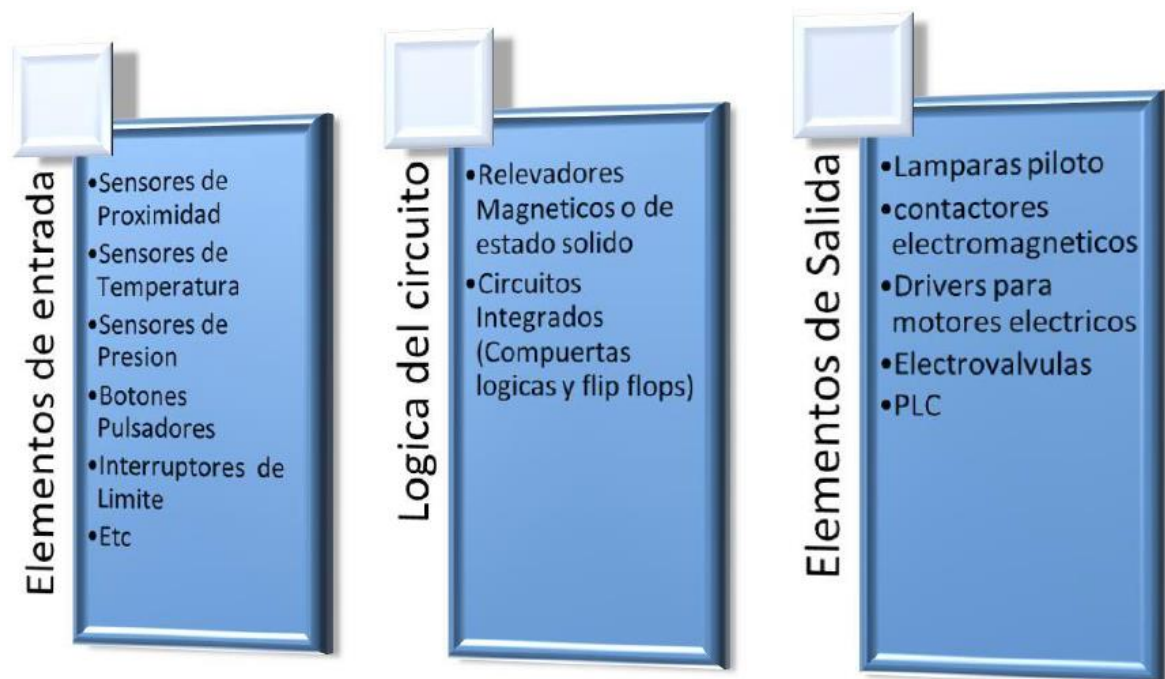 Elementos de entrada
•Sensores de
Proximidad
•Sensores de
Temperatura
•Sensores de
Presion
•Botones
Pulsadores
•Interruptores de
Limite
•Etc
Logica del circuito
•Relevadores
Magneticos o de
estado solido
•Circuitos
Integrados
(Compuertas
logicas y flip flops)
Elementos de Salida
•Lamparas piloto
•contactores
electromagneticos
•Drivers para
motores electricos
•Electrovalvulas
•PLC